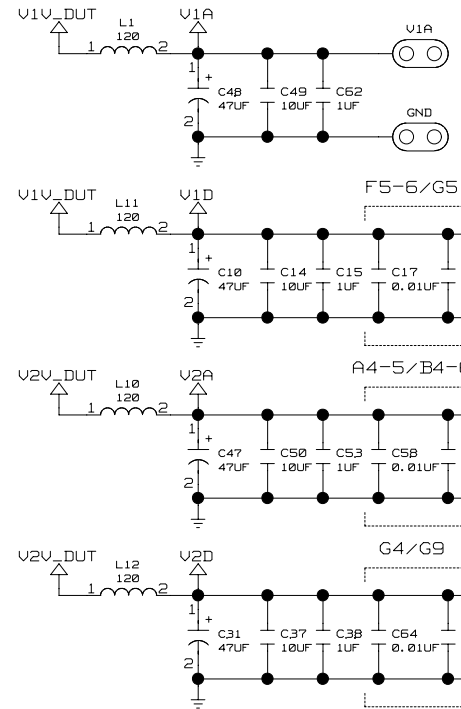 V1V_DUT
L1
120
V1A
1 2
1
+
C48
47UF
2
C49
10UF
C62
1UF
V1A
GND
F5-6/G5
V1V_DUT
L11
120
V1D
1 2
1
+
C10
47UF
2
C14
10UF
C15
1UF
C17
0.01UF
A4-5/B4-
V2V_DUT
L10
120
V2A
1 2
1
+
C47
47UF
2
C50
10UF
C53
1UF
C58
0.01UF
G4/G9
V2V_DUT
L12
120
V2D
1 2
1
+
C31
47UF
2
C37
10UF
C38
1UF
C64
0.01UF